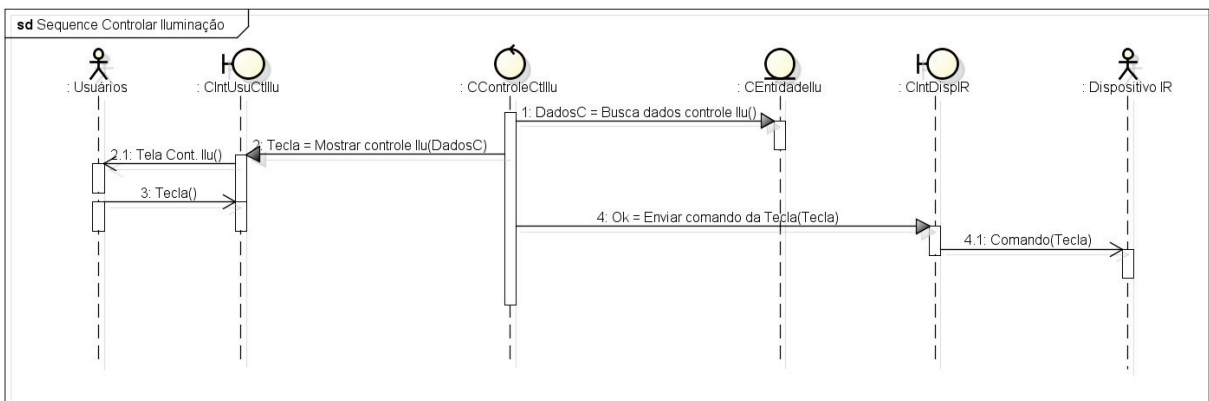 sd Sequence Controlar Iluminação
: Usuários
: CIntUsuCtIllu
: CControleCtIllu
: CEntidadeIlu
: CIntDispIR
: Dispositivo IR
1: DadosC = Busca dados controle Ilu()
2: Tecla = Mostrar controle Ilu(DadosC)
2.1: Tela Cont. Ilu()
3: Tecla()
4: Ok = Enviar comando da Tecla(Tecla)
4.1: Comando(Tecla)